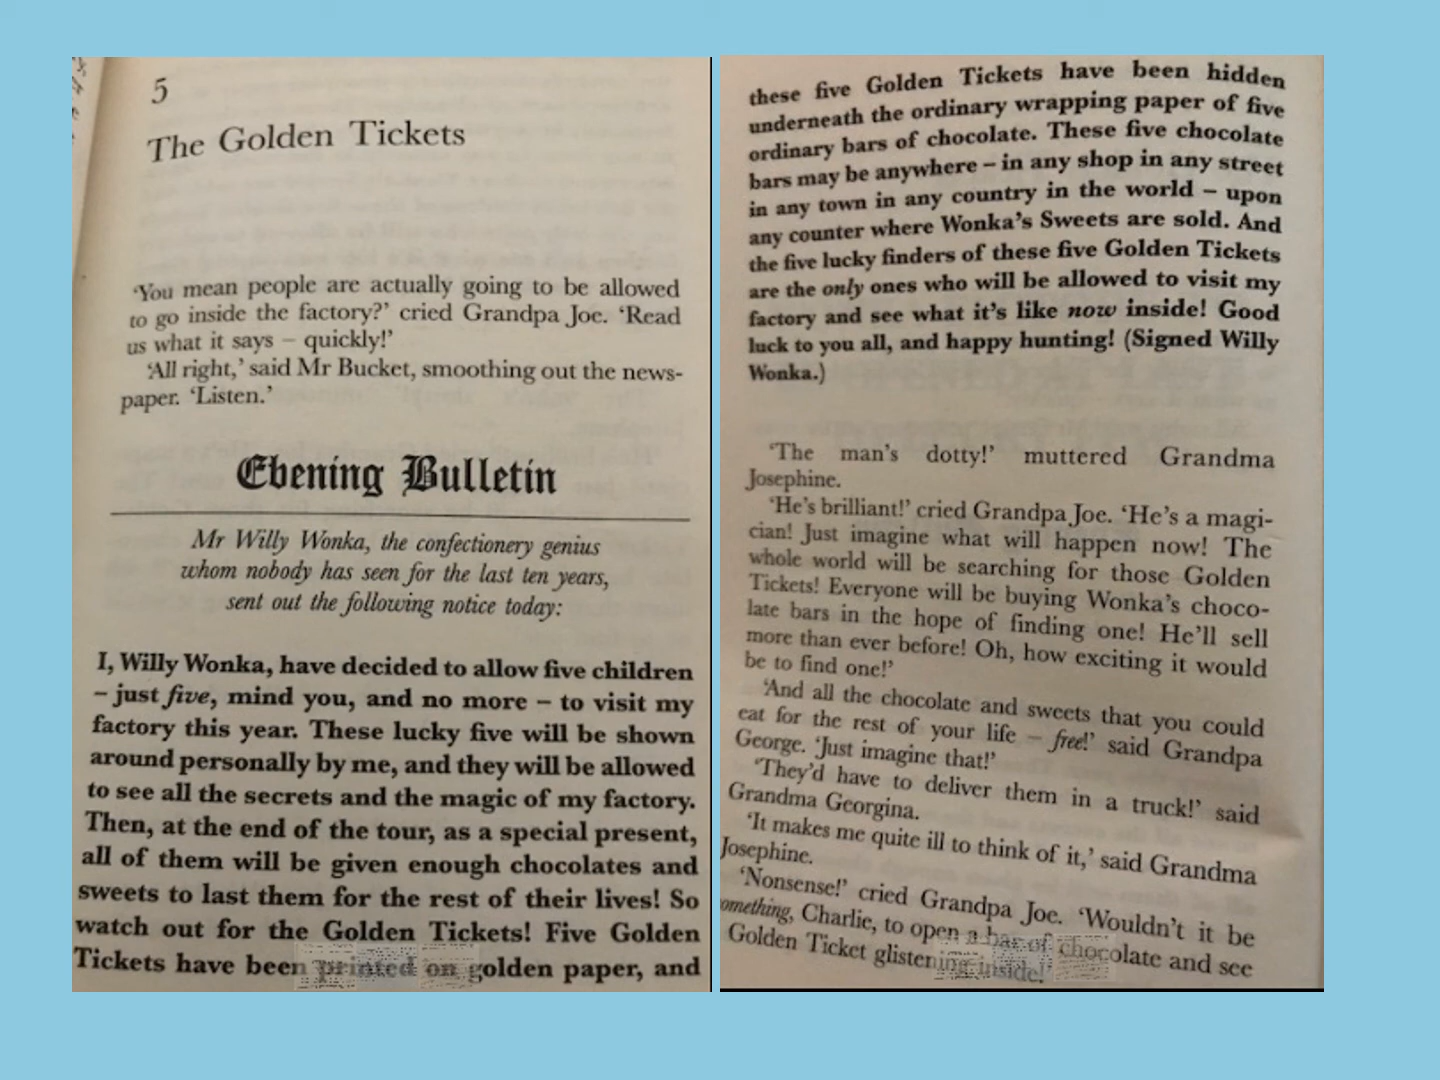 5
The Golden Tickets
‘You mean people are actually going to be allowed
to go inside the factory?’ cried Grandpa Joe. ‘Read
us what it says – quickly!’
‘All right,’ said Mr Bucket, smoothing out the news-
paper. ‘Listen.’
Evening Bulletin
Mr Willy Wonka, the confectionery genius
whom nobody has seen for the last ten years,
sent out the following notice today:
I, Willy Wonka, have decided to allow five children
– just five, mind you, and no more – to visit my
factory this year. These lucky five will be shown
around personally by me, and they will be allowed
to see all the secrets and the magic of my factory.
Then, at the end of the tour, as a special present,
all of them will be given enough chocolates and
sweets to last them for the rest of their lives! So
watch out for the Golden Tickets! Five Golden
Tickets have been printed on golden paper, and
these five Golden Tickets have been hidden
underneath the ordinary wrapping paper of five
ordinary bars of chocolate. These five chocolate
bars may be anywhere – in any shop in any street
in any town in any country in the world – upon
any counter where Wonka’s Sweets are sold. And
the five lucky finders of these five Golden Tickets
are the only ones who will be allowed to visit my
factory and see what it’s like now inside! Good
luck to you all, and happy hunting! (Signed Willy
Wonka.)
‘The man’s dotty!’ muttered Grandma
Josephine.
‘He’s brilliant!’ cried Grandpa Joe. ‘He’s a magi-
cian! Just imagine what will happen now! The
whole world will be searching for those Golden
Tickets! Everyone will be buying Wonka’s choco-
late bars in the hope of finding one! He’ll sell
more than ever before! Oh, how exciting it would
be to find one!’
‘And all the chocolate and sweets that you could
eat for the rest of your life – free!’ said Grandpa
George. ‘Just imagine that!’
‘They’d have to deliver them in a truck!’ said
Grandma Georgina.
‘It makes me quite ill to think of it,’ said Grandma
Josephine.
‘Nonsense!’ cried Grandpa Joe. ‘Wouldn’t it be
omething, Charlie, to open a bar of chocolate and see
Golden Ticket glistening inside!’